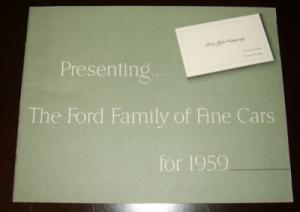 Presenting...
The Ford Family of Fine Cars
for 1959